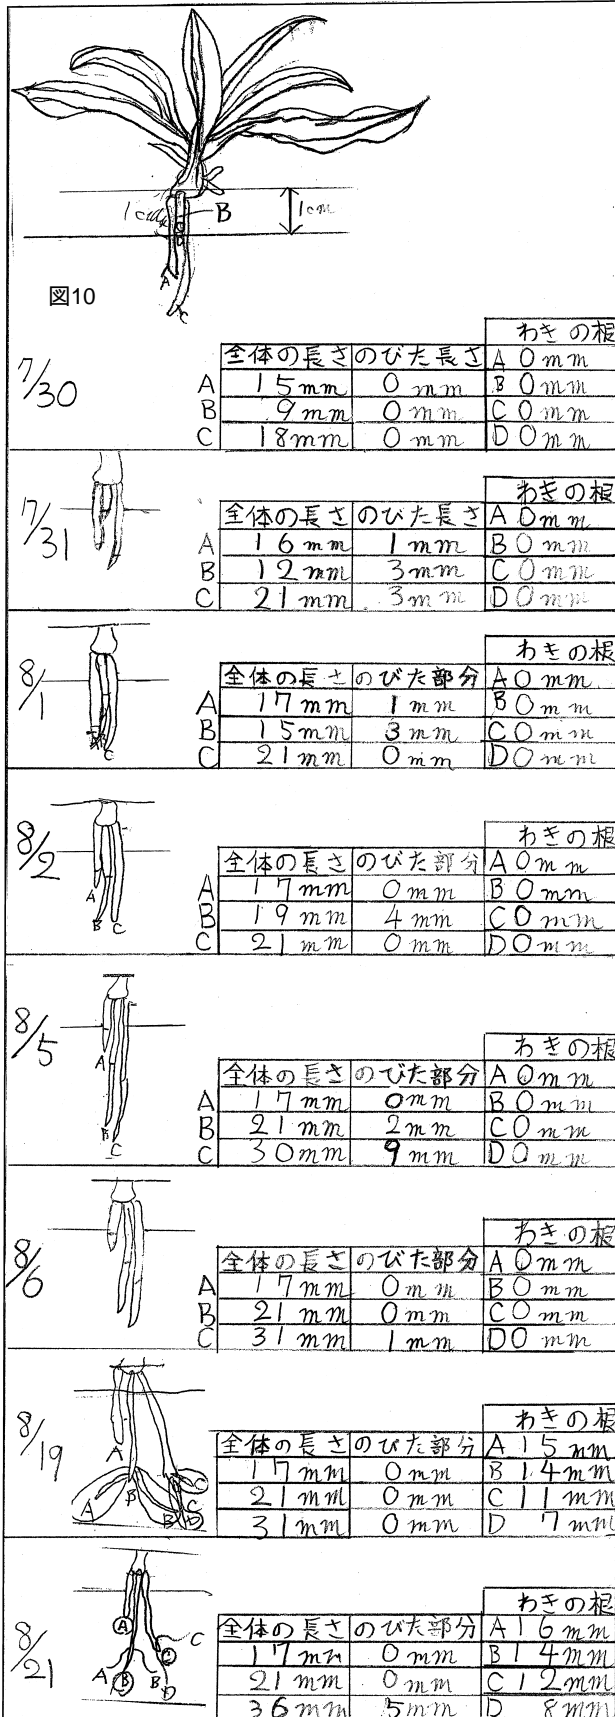 1cm B 1cm
A
C
図10
7/30
わきの根
全体の長さ のびた長さ A 0mm
A 15mm 0mm B 0mm
B 9mm 0mm C 0mm
C 18mm 0mm D 0mm
7/31
わきの根
全体の長さ のびた長さ A 0mm
A 16mm 1mm B 0mm
B 12mm 3mm C 0mm
C 21mm 3mm D 0mm
8/1
わきの根
全体の長さ のびた部分 A 0mm
A 17mm 1mm B 0mm
B 15mm 3mm C 0mm
C 21mm 0mm D 0mm
C
8/2
わきの根
全体の長さ のびた部分 A 0mm
A 17mm 0mm B 0mm
B 19mm 4mm C 0mm
C 21mm 0mm D 0mm
A
B C
8/5
わきの根
全体の長さ のびた部分 A 0mm
A 17mm 0mm B 0mm
B 21mm 2mm C 0mm
C 30mm 9mm D 0mm
A
B
C
8/6
わきの根
全体の長さ のびた部分 A 0mm
A 17mm 0mm B 0mm
B 21mm 0mm C 0mm
C 31mm 1mm D 0mm
8/19
わきの根
全体の長さ のびた部分 A 15mm
17mm 0mm B 14mm
21mm 0mm C 11mm
31mm 0mm D 7mm
A
B C
A C
B D
8/21
わきの根
全体の長さ のびた部分 A 16mm
17mm 0mm B 14mm
21mm 0mm C 12mm
36mm 5mm D 8mm
A C
C
A B B D